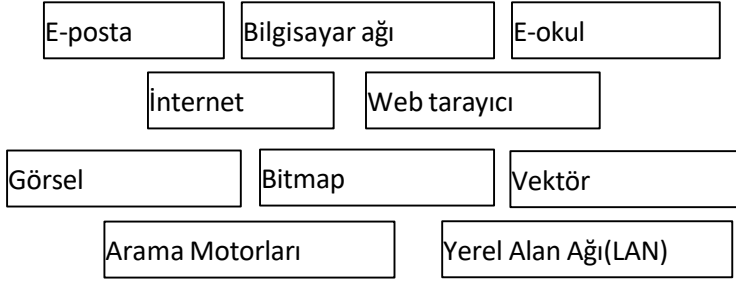 E-posta Bilgisayar ağı E-okul
İnternet Web tarayıcı
Görsel Bitmap Vektör
Arama Motorları Yerel Alan Ağı(LAN)